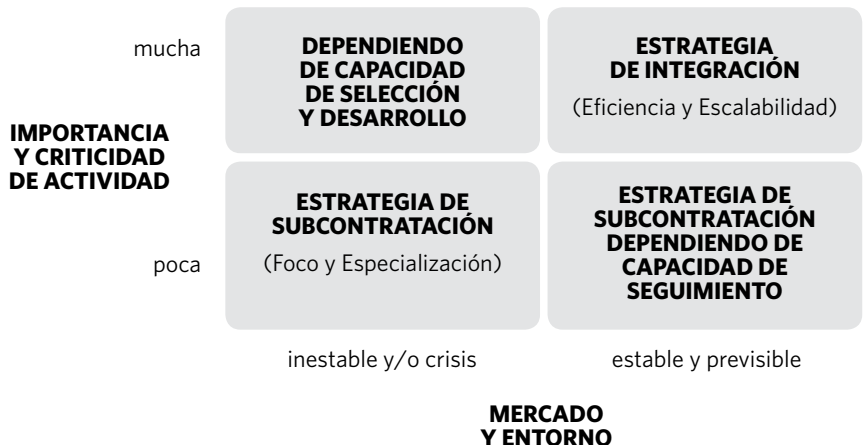 mucha
DEPENDIENDO
DE CAPACIDAD
DE SELECCIÓN
Y DESARROLLO
ESTRATEGIA
DE INTEGRACIÓN
(Eficiencia y Escalabilidad)
IMPORTANCIA
Y CRITICIDAD
DE ACTIVIDAD
poca
ESTRATEGIA DE
SUBCONTRATACIÓN
(Foco y Especialización)
ESTRATEGIA DE
SUBCONTRATACIÓN
DEPENDIENDO DE
CAPACIDAD DE
SEGUIMIENTO
inestable y/o crisis
estable y previsible
MERCADO
Y ENTORNO